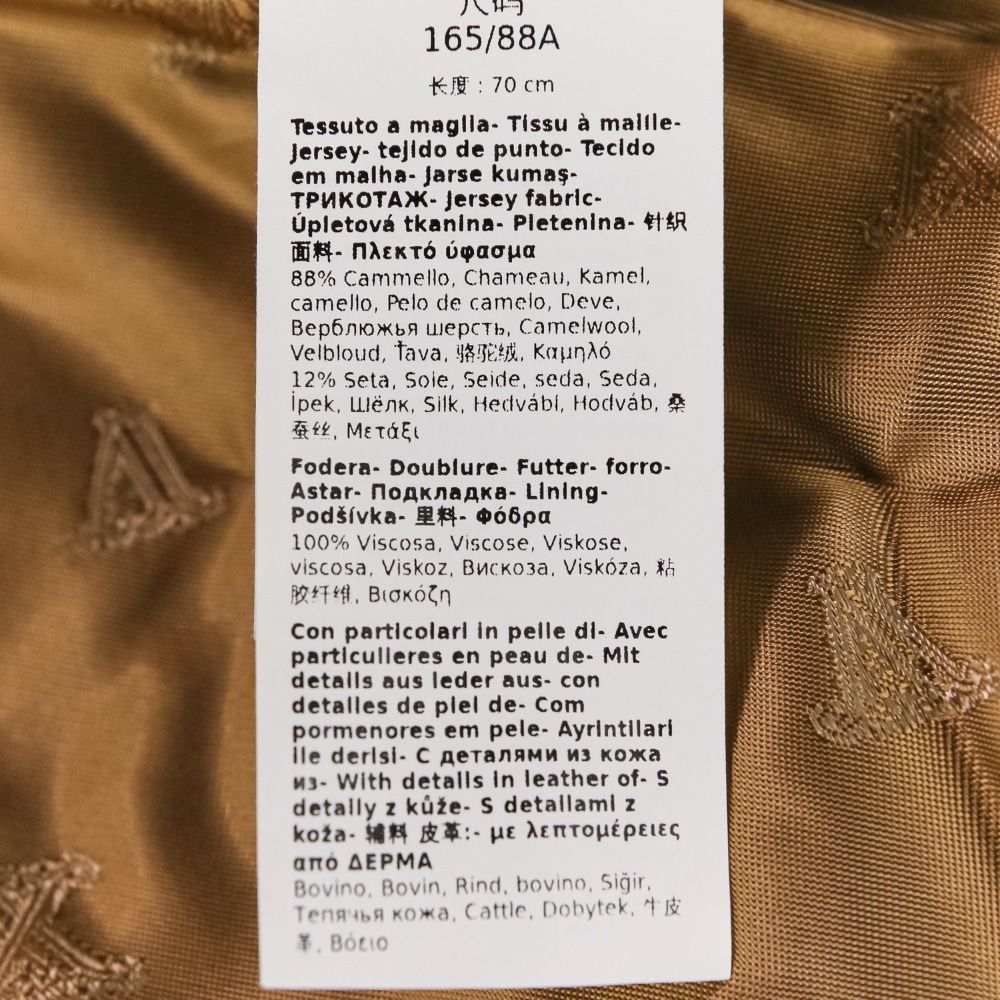 尺码
165/88A
长度 : 70 cm
Tessuto a maglia- Tissu à maille-
Jersey- tejido de punto- Tecido
em malha- Jarse kumaş-
ТРИКОТАЖ- Jersey fabric-
Úpletová tkanina- Pletenina- 针织
面料- Πλεκτό ύφασμα
88% Cammello, Chameau, Kamel,
camello, Pelo de camelo, Deve,
Верблюжья шерсть, Camelwool,
Velbloud, Ťava, 骆驼绒, Καμηλό
12% Seta, Soie, Seide, seda, Seda,
İpek, Шёлк, Silk, Hedvábí, Hodváb, 桑
蚕丝, Μετάξι
Fodera- Doublure- Futter- forro-
Astar- Подкладка- Lining-
Podšívka- 里料- Φόδρα
100% Viscosa, Viscose, Viskose,
viscosa, Viskoz, Вискоза, Viskóza, 粘
胶纤维, Βισκόζη
Con particolari in pelle di- Avec
particulieres en peau de- Mit
details aus leder aus- con
detalles de piel de- Com
pormenores em pele- Ayrintilari
ile derisi- С деталями из кожа
из- With details in leather of- S
detaily z kůže- S detailami z
koža- 辅料 皮革:- με λεπτομέρειες
από ΔΕΡΜΑ
Bovino, Bovin, Rind, bovino, Siğir,
Тепячья кожа, Cattle, Dobytek, 牛皮
革, Βόειο